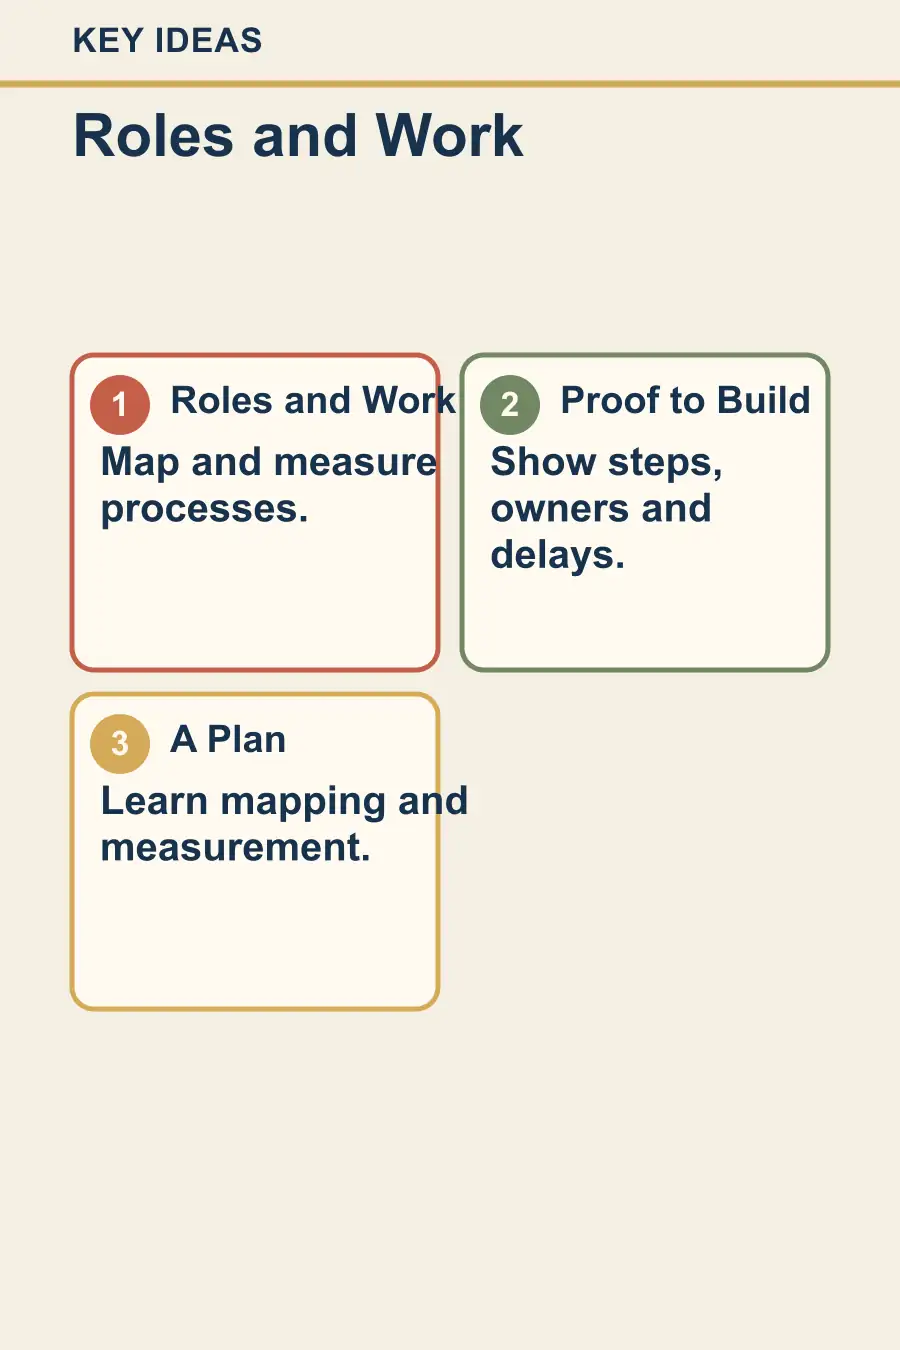 KEY IDEAS
Roles and Work
1 Roles and Work
Map and measure
processes.
2 Proof to Build
Show steps,
owners and
delays.
3 A Plan
Learn mapping and
measurement.